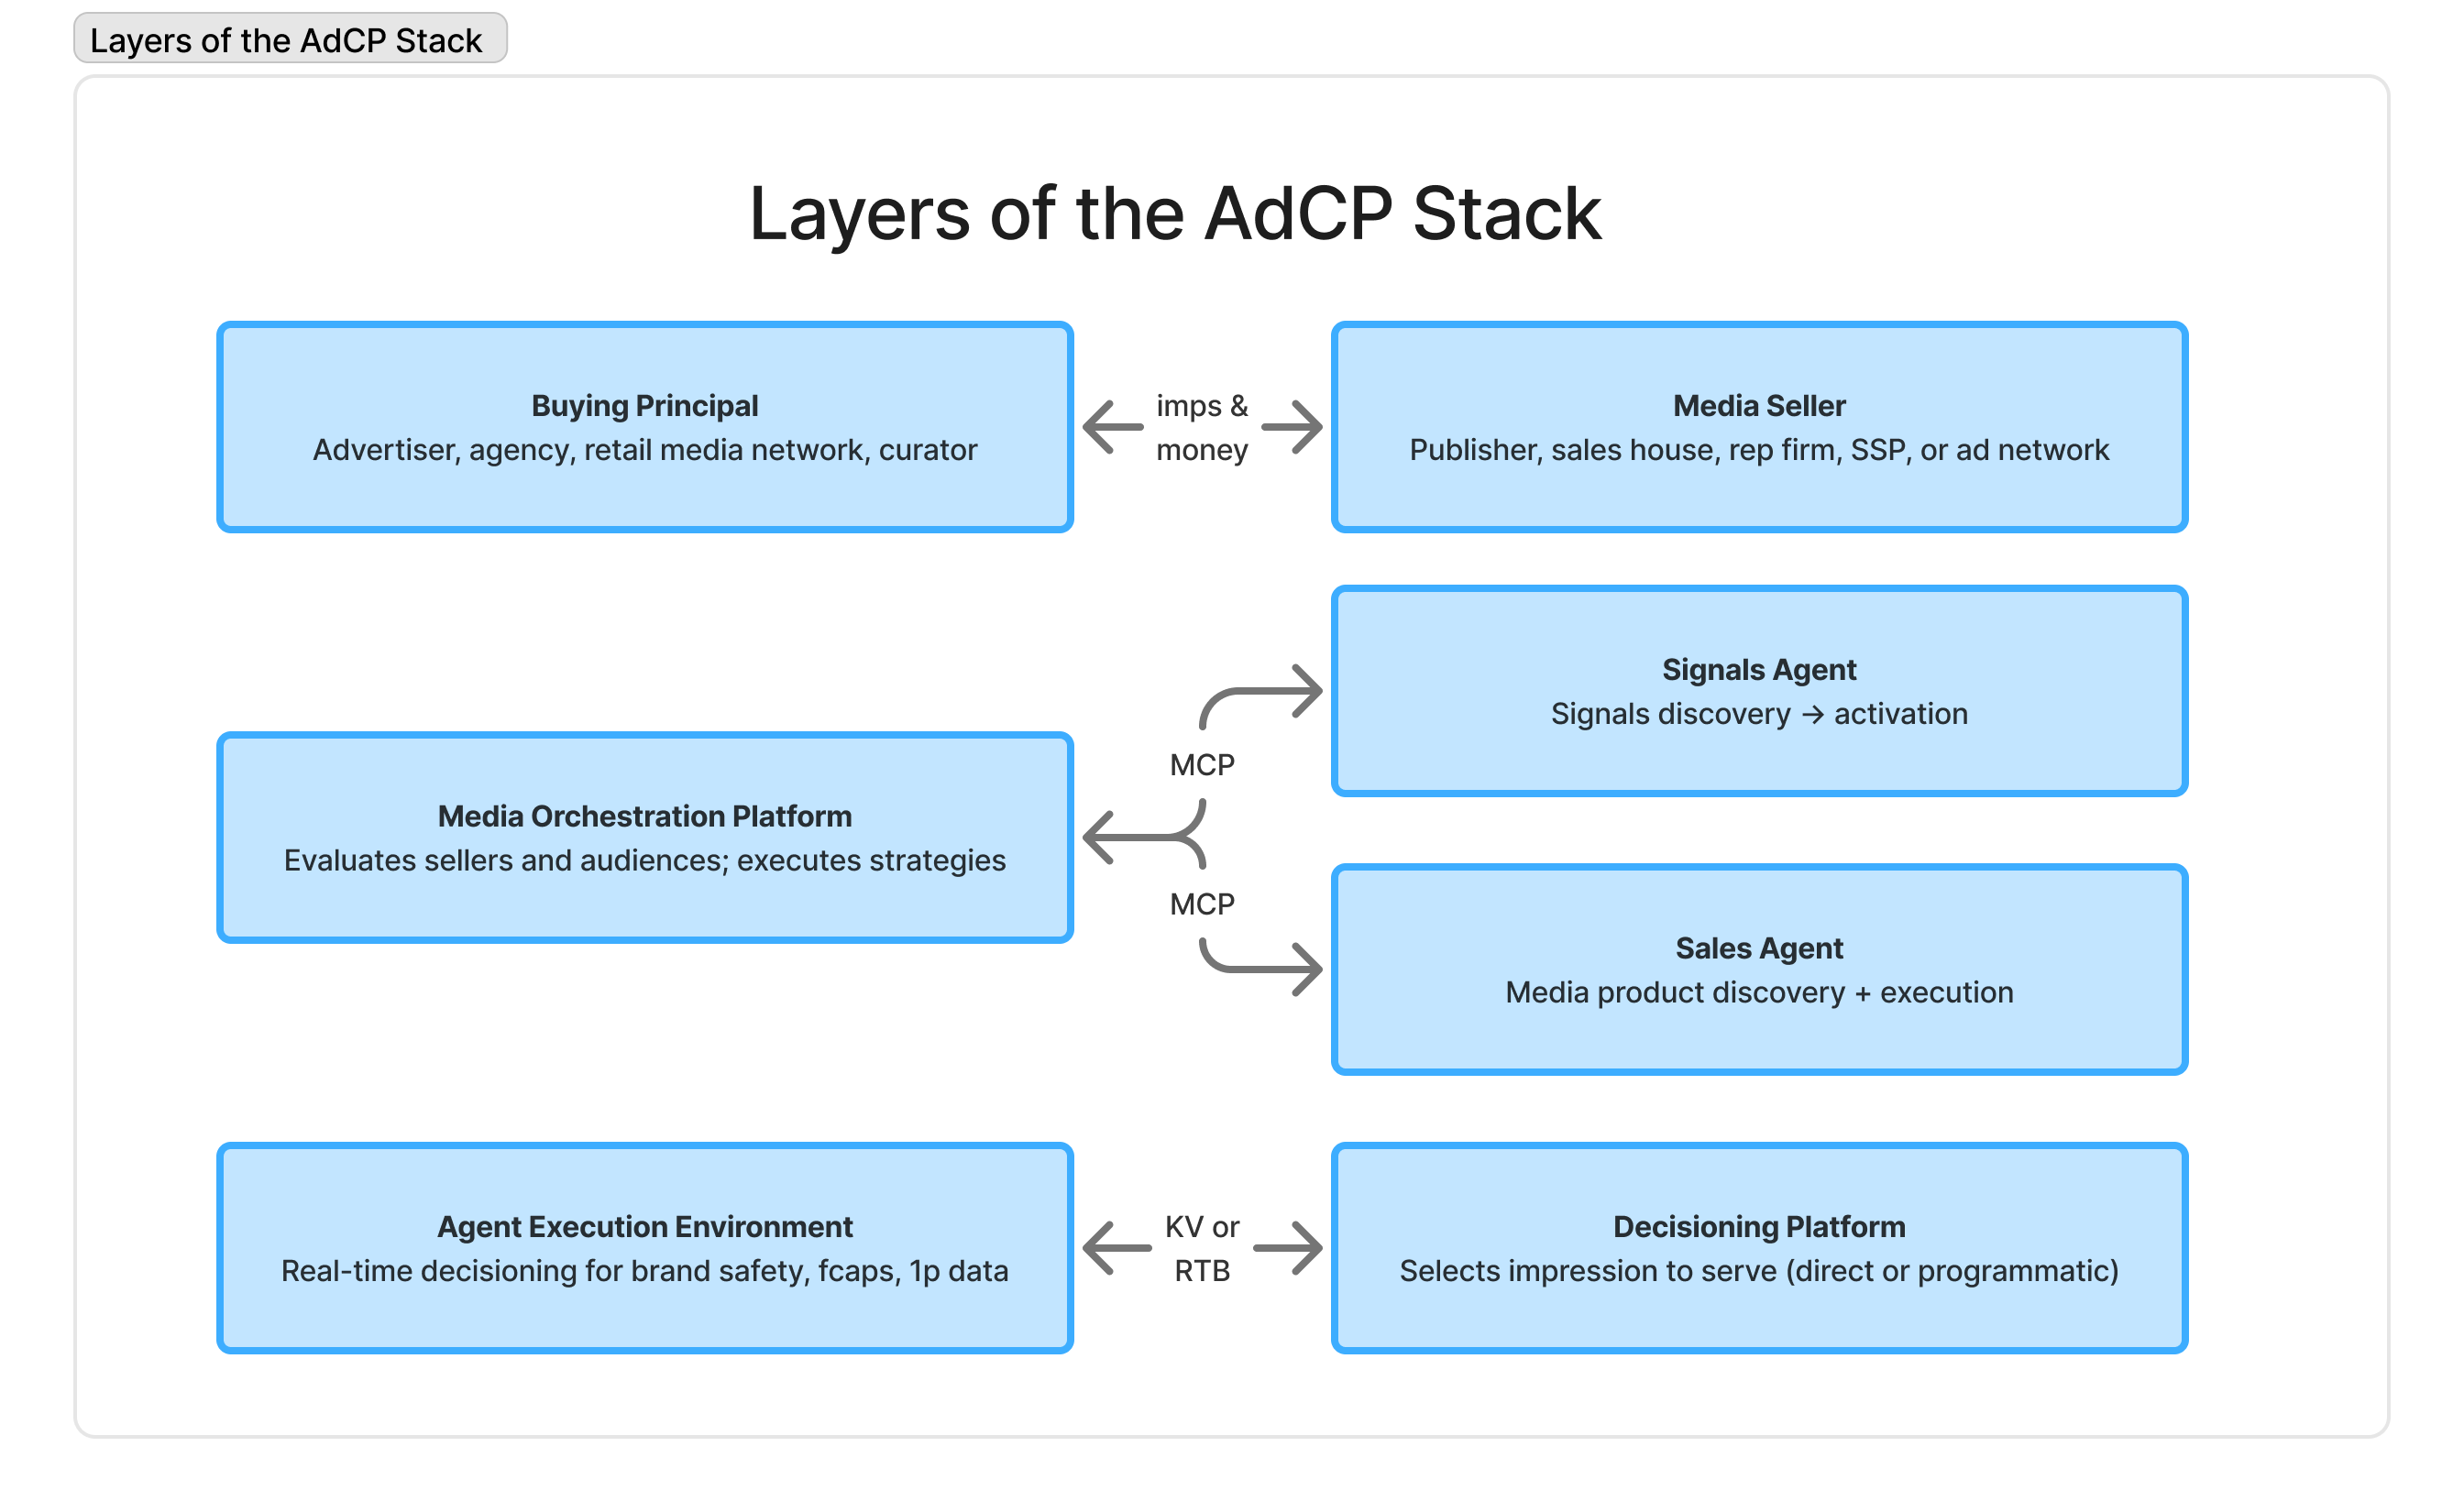 Layers of the AdCP Stack
Layers of the AdCP Stack
Buying Principal
Advertiser, agency, retail media network, curator
imps &
money
Media Seller
Publisher, sales house, rep firm, SSP, or ad network
Signals Agent
Signals discovery → activation
MCP
Media Orchestration Platform
Evaluates sellers and audiences; executes strategies
MCP
Sales Agent
Media product discovery + execution
Agent Execution Environment
Real-time decisioning for brand safety, fcaps, 1p data
KV or
RTB
Decisioning Platform
Selects impression to serve (direct or programmatic)